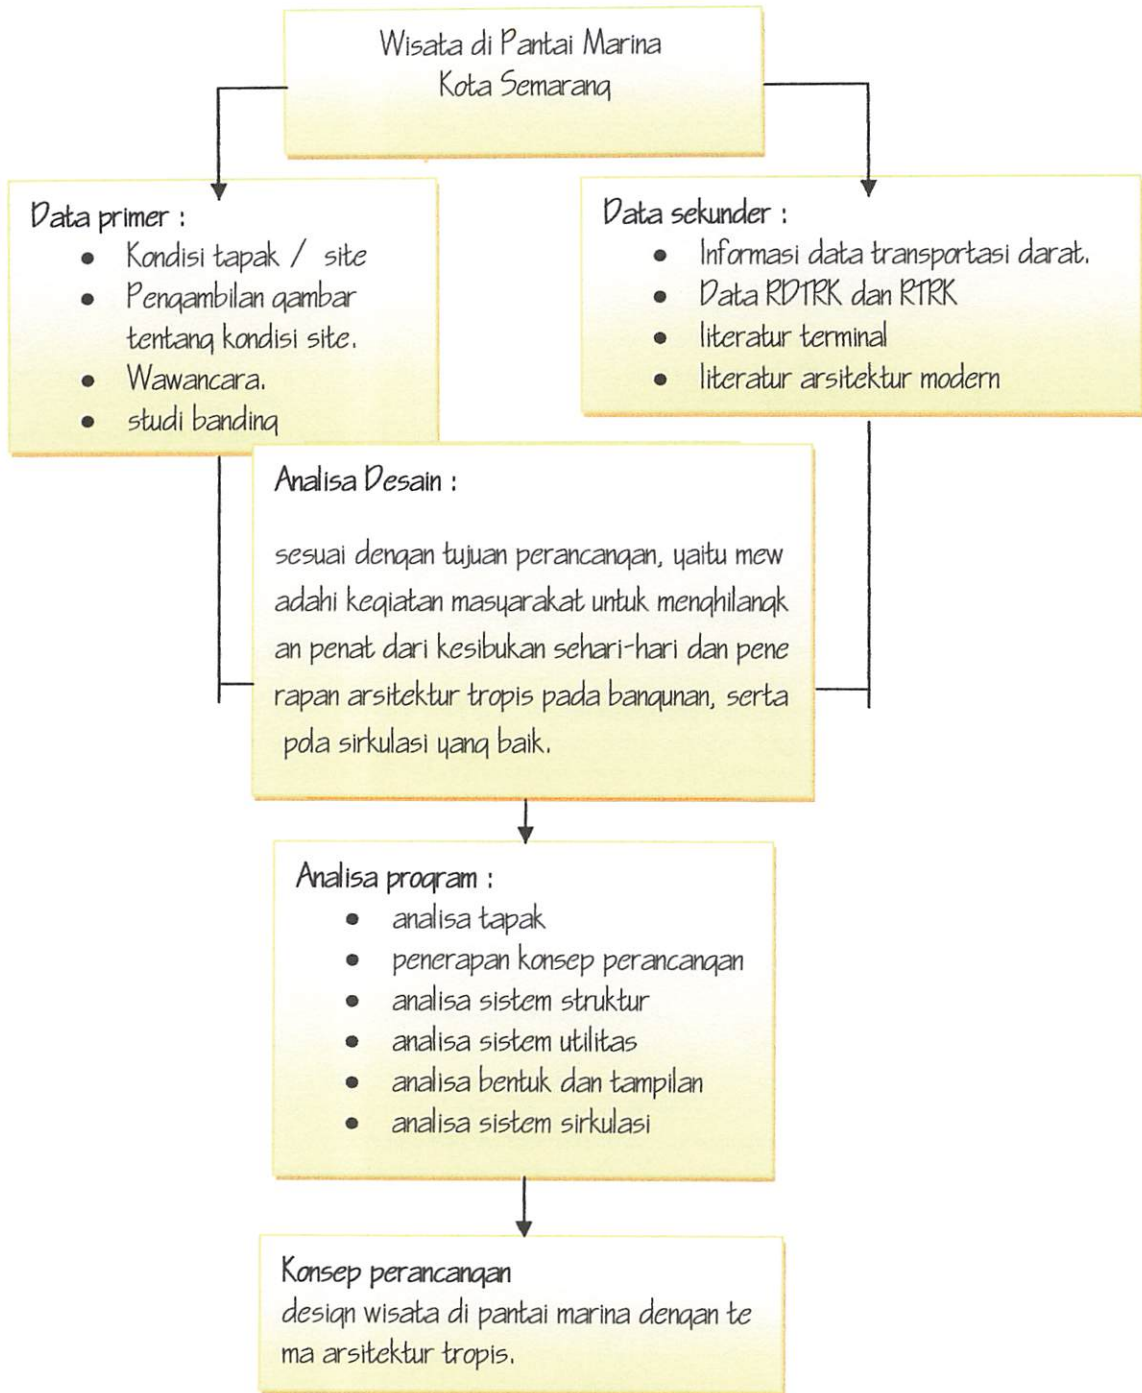 Wisata di Pantai Marina
Kota Semarang
Data primer :
• Kondisi tapak / site
• Pengambilan gambar
tentang kondisi site.
• Wawancara.
• studi banding
Data sekunder :
• Informasi data transportasi darat.
• Data RDTRK dan RTRK
• literatur terminal
• literatur arsitektur modern
Analisa Desain :
sesuai dengan tujuan perancangan, yaitu mew
adahi kegiatan masyarakat untuk menghilangk
an penat dari kesibukan sehari-hari dan pene
rapan arsitektur tropis pada bangunan, serta
pola sirkulasi yang baik.
Analisa program :
• analisa tapak
• penerapan konsep perancangan
• analisa sistem struktur
• analisa sistem utilitas
• analisa bentuk dan tampilan
• analisa sistem sirkulasi
Konsep perancangan
design wisata di pantai marina dengan te
ma arsitektur tropis.